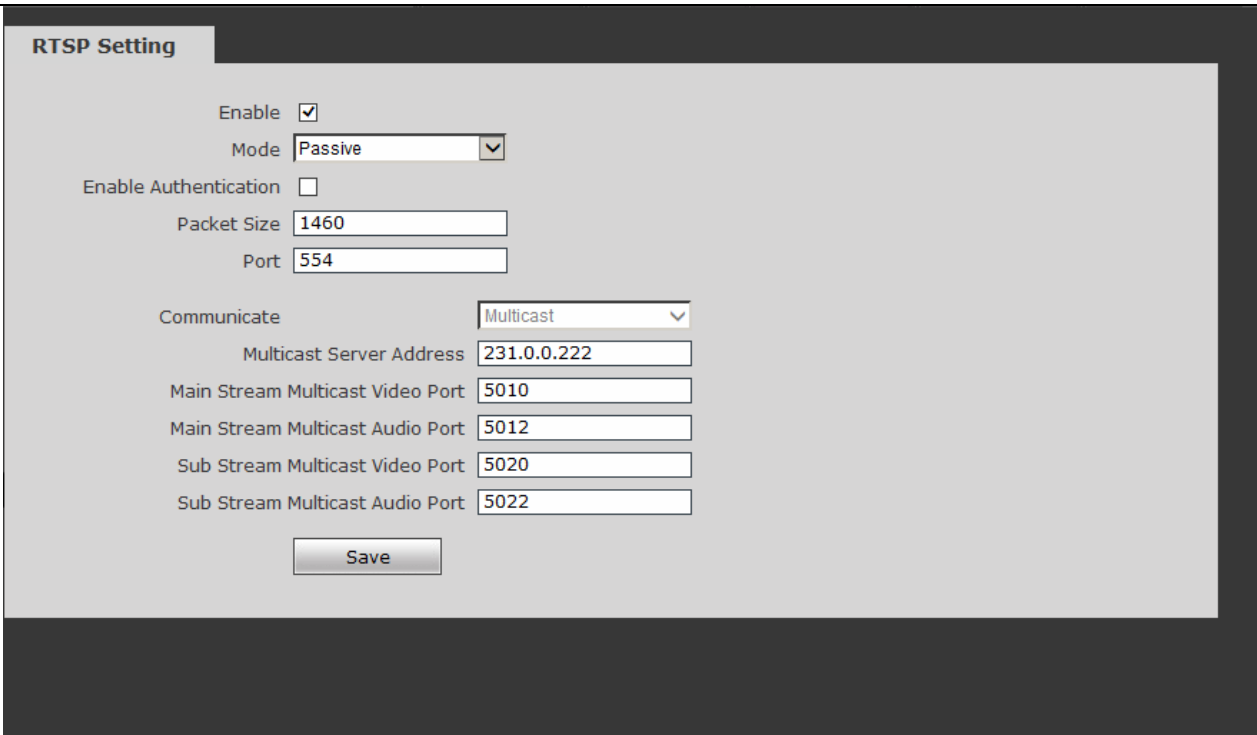 RTSP Setting
Enable
Mode Passive
Enable Authentication
Packet Size 1460
Port 554
Communicate Multicast
Multicast Server Address 231.0.0.222
Main Stream Multicast Video Port 5010
Main Stream Multicast Audio Port 5012
Sub Stream Multicast Video Port 5020
Sub Stream Multicast Audio Port 5022
Save